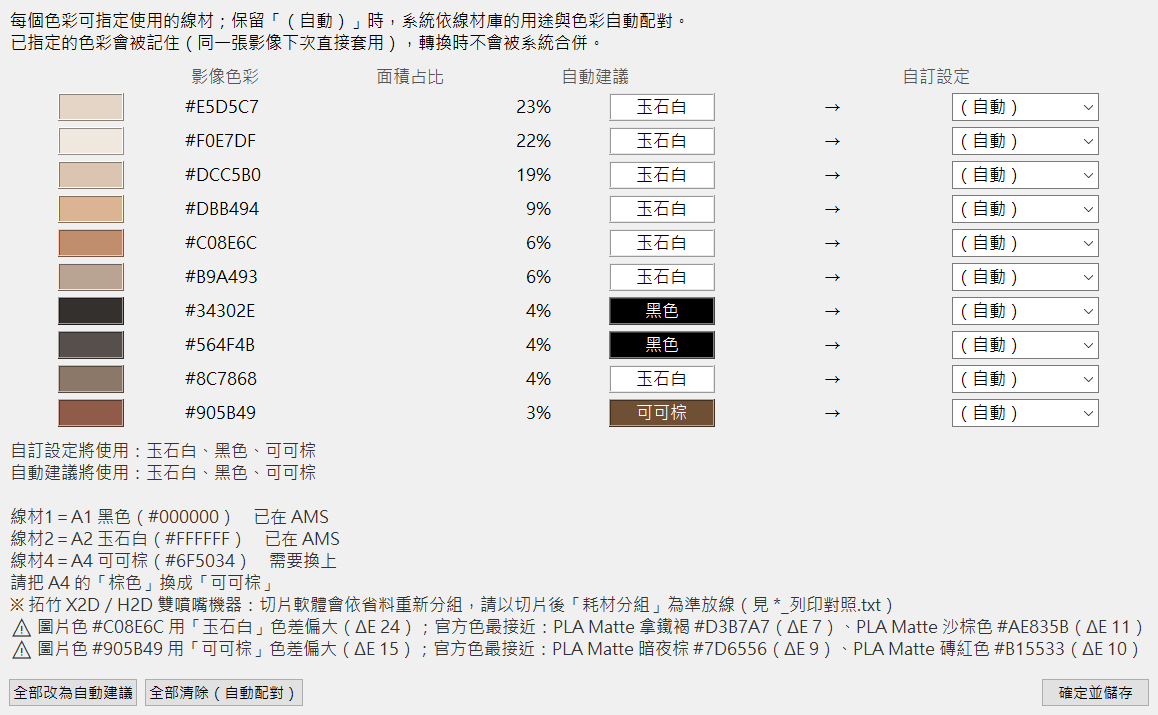 每個色彩可指定使用的線材；保留「（自動）」時，系統依線材庫的用途與色彩自動配對。
已指定的色彩會被記住（同一張影像下次直接套用），轉換時不會被系統合併。
影像色彩 面積占比 自動建議 自訂設定
#E5D5C7 23% 玉石白 → （自動）
#F0E7DF 22% 玉石白 → （自動）
#DCC5B0 19% 玉石白 → （自動）
#DBB494 9% 玉石白 → （自動）
#C08E6C 6% 玉石白 → （自動）
#B9A493 6% 玉石白 → （自動）
#34302E 4% 黑色 → （自動）
#564F4B 4% 黑色 → （自動）
#8C7868 4% 玉石白 → （自動）
#905B49 3% 可可棕 → （自動）
自訂設定將使用：玉石白、黑色、可可棕
自動建議將使用：玉石白、黑色、可可棕
線材1＝A1 黑色（#000000） 已在 AMS
線材2＝A2 玉石白（#FFFFFF） 已在 AMS
線材4＝A4 可可棕（#6F5034） 需要換上
請把 A4 的「棕色」換成「可可棕」
※ 拓竹 X2D / H2D 雙噴嘴機器：切片軟體會依省料重新分組，請以切片後「耗材分組」為準放線（見 *_列印對照.txt）
⚠ 圖片色 #C08E6C 用「玉石白」色差偏大（ΔE 24）；官方色最接近：PLA Matte 拿鐵褐 #D3B7A7（ΔE 7）、PLA Matte 沙棕色 #AE835B（ΔE 11）
⚠ 圖片色 #905B49 用「可可棕」色差偏大（ΔE 15）；官方色最接近：PLA Matte 暗夜棕 #7D6556（ΔE 9）、PLA Matte 磚紅色 #B15533（ΔE 10）
全部改為自動建議 全部清除（自動配對） 確定並儲存